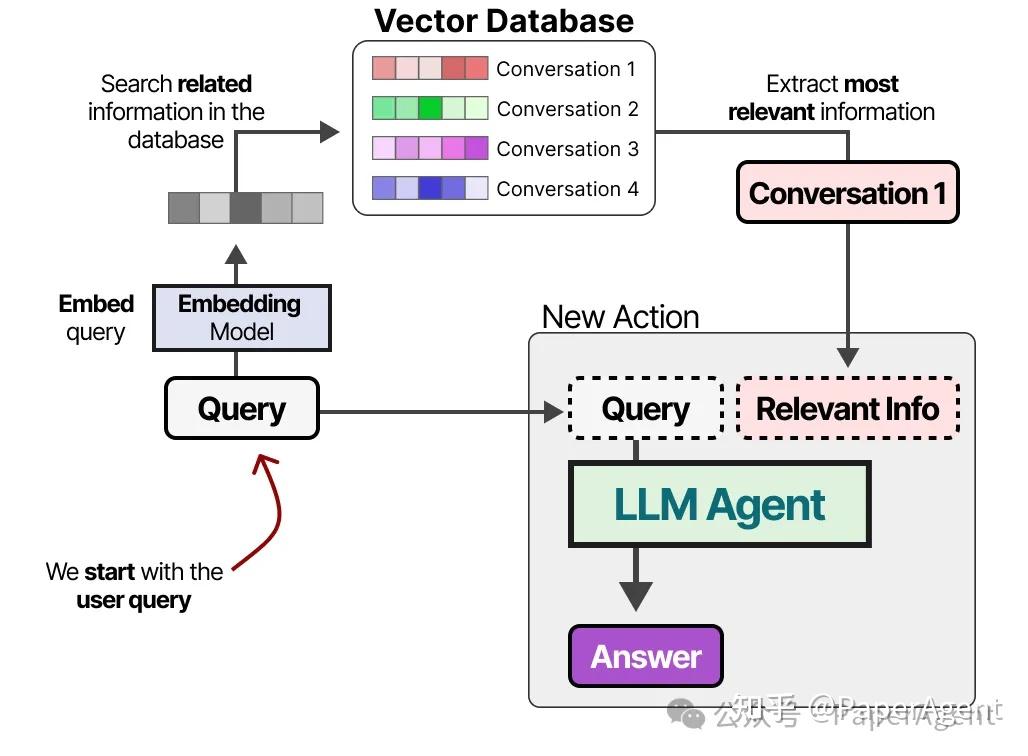 Vector Database
Conversation 1
Conversation 2
Conversation 3
Conversation 4
Search related
information in the
database
Extract most
relevant information
Conversation 1
Embed
query
Embedding
Model
Query
We start with the
user query
New Action
Query
Relevant Info
LLM Agent
Answer
知乎 @PaperAgent
公众号 PaperAgent